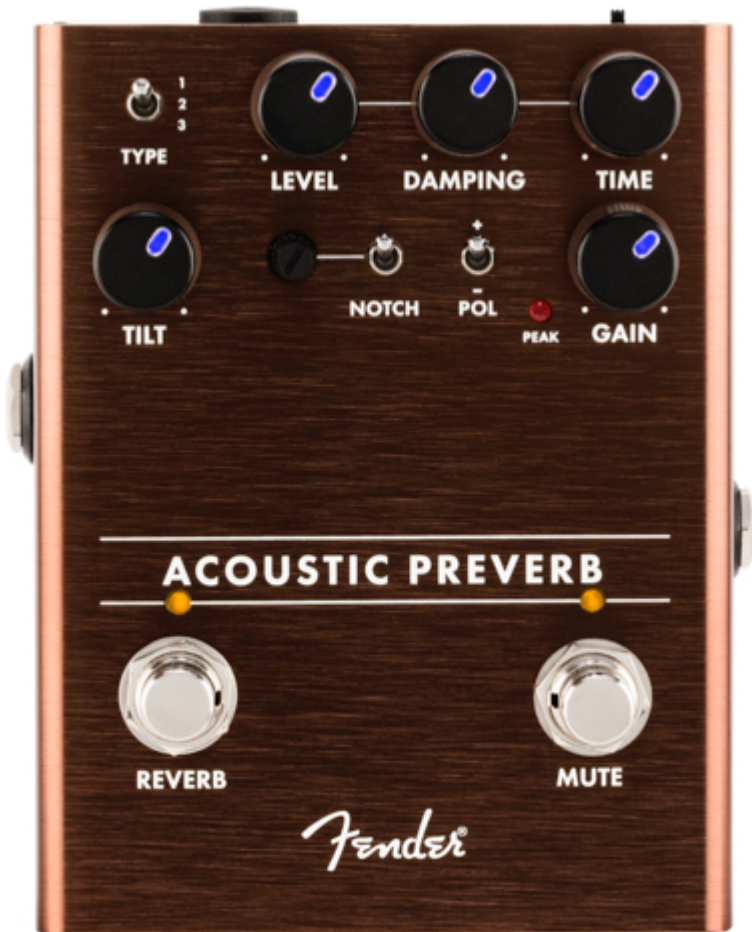 1
2
3
TYPE
LEVEL
DAMPING
TIME
+
NOTCH
POL
-
PEAK
GAIN
TILT
ACOUSTIC PREVERB
REVERB
MUTE
Fender®